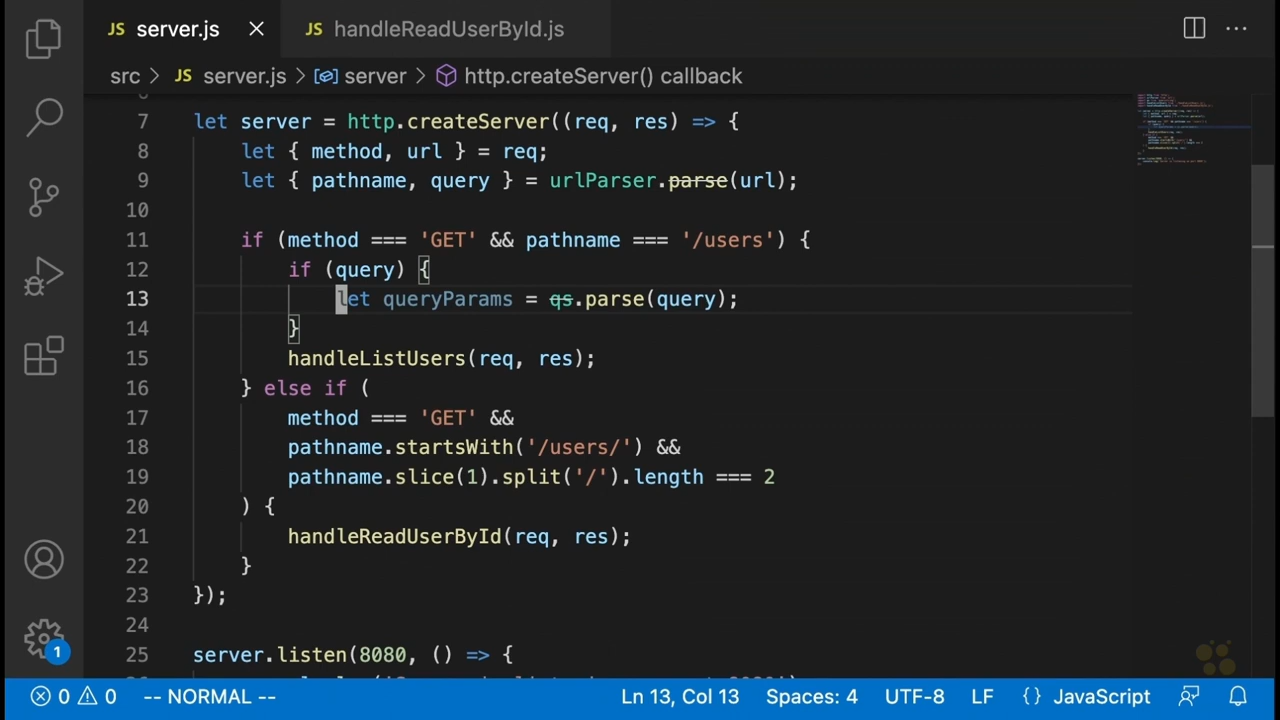 JS server.js × JS handleReadUserById.js ...
src > JS server.js > server > http.createServer() callback
6
7 let server = http.createServer((req, res) => {
8 let { method, url } = req;
9 let { pathname, query } = urlParser.parse(url);
10
11 if (method === 'GET' && pathname === '/users') {
12 if (query) {
13 let queryParams = qs.parse(query);
14 }
15 handleListUsers(req, res);
16 } else if (
17 method === 'GET' &&
18 pathname.startsWith('/users/') &&
19 pathname.slice(1).split('/').length === 2
20 ) {
21 handleReadUserById(req, res);
22 }
23 });
24
25 server.listen(8080, () => {
1 0 0 -- NORMAL -- Ln 13, Col 13 Spaces: 4 UTF-8 LF {} JavaScript